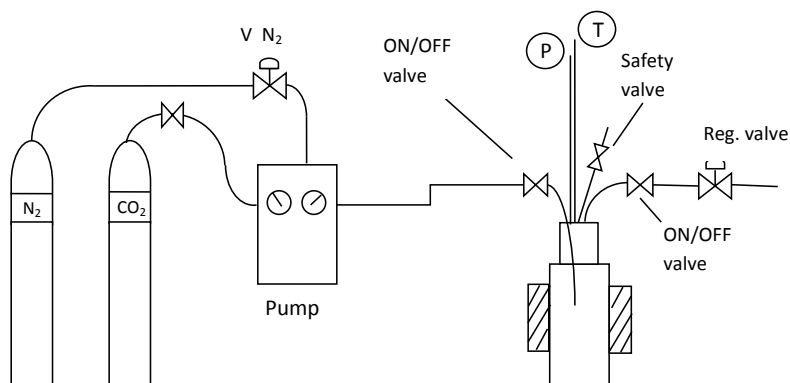 V N₂
ON/OFF
valve
P
T
Safety
valve
Reg. valve
N₂
CO₂
ON/OFF
valve
Pump